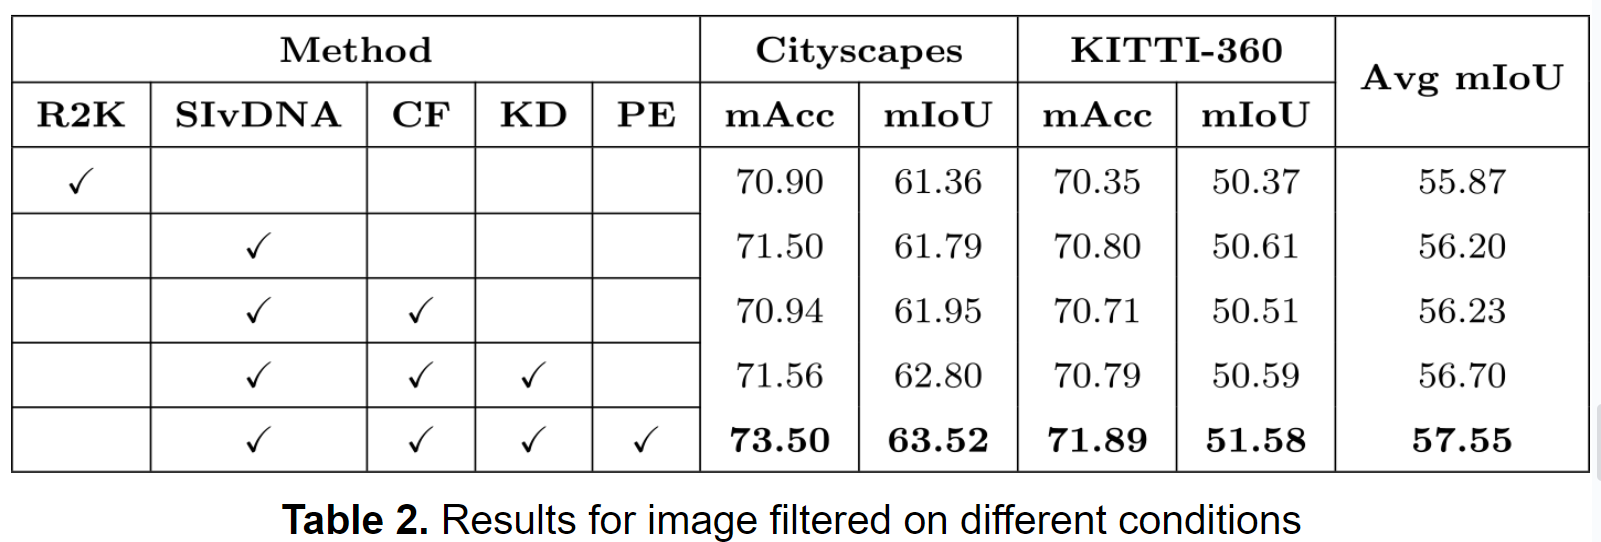 Method Cityscapes KITTI-360 Avg mIoU
R2K SIvDNA CF KD PE mAcc mIoU mAcc mIoU
✓ 70.90 61.36 70.35 50.37 55.87
✓ 71.50 61.79 70.80 50.61 56.20
✓ ✓ 70.94 61.95 70.71 50.51 56.23
✓ ✓ ✓ 71.56 62.80 70.79 50.59 56.70
✓ ✓ ✓ ✓ 73.50 63.52 71.89 51.58 57.55
Table 2. Results for image filtered on different conditions